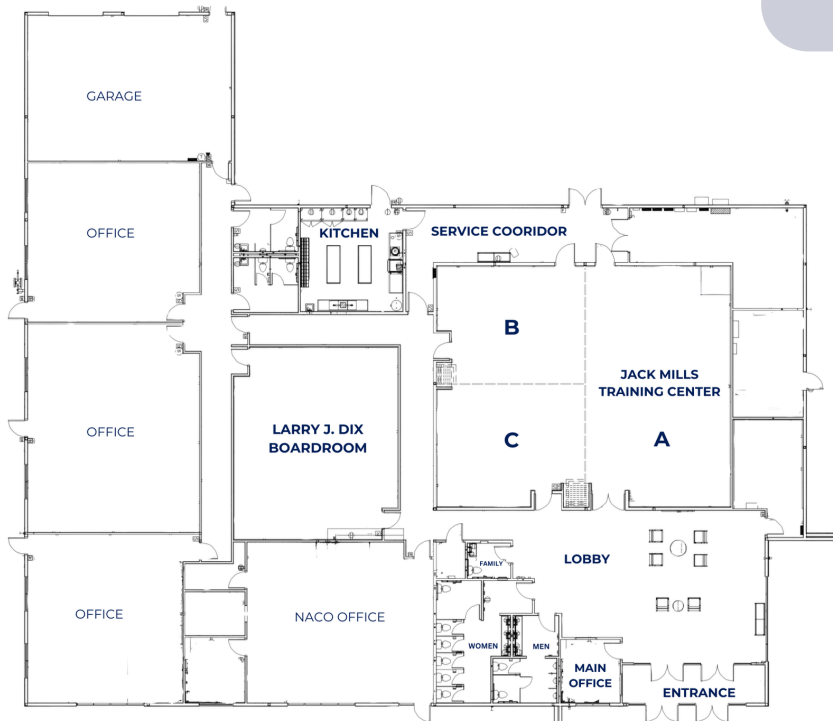 GARAGE
OFFICE
KITCHEN
SERVICE COORIDOR
B
JACK MILLS
TRAINING CENTER
OFFICE
LARRY J. DIX
BOARDROOM
C
A
LOBBY
FAMILY
OFFICE
NACO OFFICE
WOMEN
MEN
MAIN
OFFICE
ENTRANCE